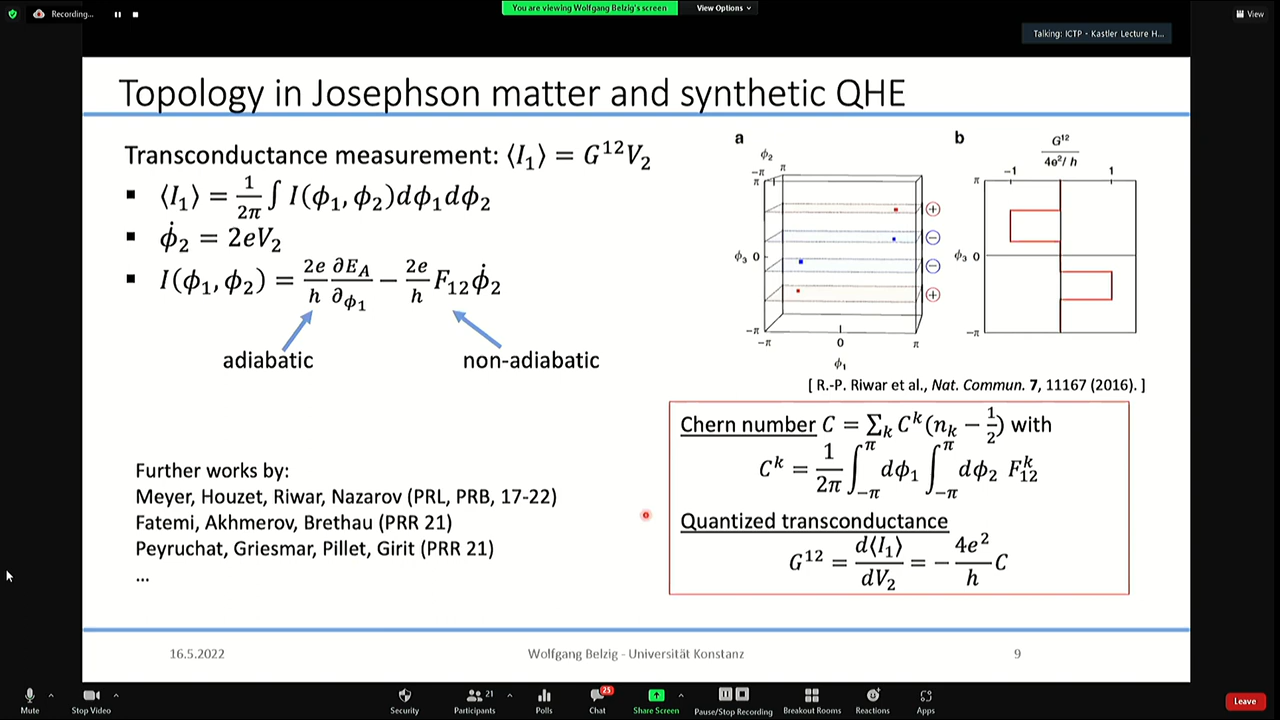 You are viewing Wolfgang Belzig's screen
View Options
Recording...
View
Talking: ICTP - Kastler Lecture H...
Topology in Josephson matter and synthetic QHE
Transconductance measurement: ⟨I₁⟩ = G¹²V₂
▪ ⟨I₁⟩ = 1/2π ∫ I(ϕ₁, ϕ₂)dϕ₁dϕ₂
▪ ϕ̇₂ = 2eV₂
▪ I(ϕ₁, ϕ₂) = 2e/h ∂E_A/∂ϕ₁ − 2e/h F₁₂ϕ̇₂
adiabatic
non-adiabatic
Further works by:
Meyer, Houzet, Riwar, Nazarov (PRL, PRB, 17-22)
Fatemi, Akhmerov, Brethau (PRR 21)
Peyruchat, Griesmar, Pillet, Girit (PRR 21)
...
a
ϕ₂
−π π
π
ϕ₃ 0
−π
−π 0 π
ϕ₁
+
−
−
+
b
G¹²
4e²/ h
−1 1
π
ϕ₃ 0
−π
[ R.-P. Riwar et al., Nat. Commun. 7, 11167 (2016). ]
Chern number C = Σₖ Cᵏ(nₖ − 1/2) with
Cᵏ = 1/2π ∫_{−π}^{π} dϕ₁ ∫_{−π}^{π} dϕ₂ F₁₂ᵏ
Quantized transconductance
G¹² = d⟨I₁⟩/dV₂ = − 4e²/h C
16.5.2022
Wolfgang Belzig - Universität Konstanz
9
Mute
Stop Video
Security
21
Participants
Polls
25
Chat
Share Screen
Pause/Stop Recording
Breakout Rooms
Reactions
Apps
Leave